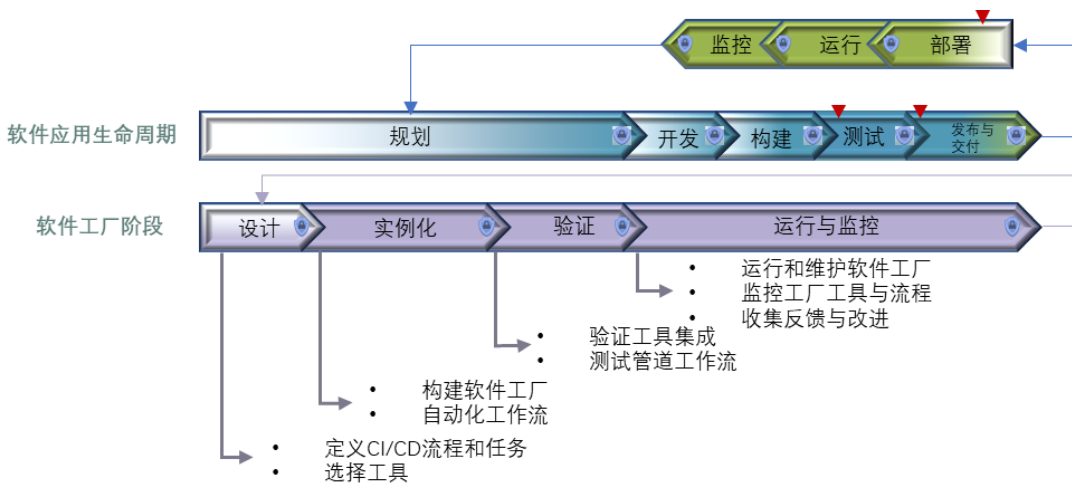 监控 运行 部署
软件应用生命周期
规划 开发 构建 测试 发布与
交付
软件工厂阶段
设计 实例化 验证 运行与监控
• 运行和维护软件工厂
• 监控工厂工具与流程
• 收集反馈与改进
• 验证工具集成
• 测试管道工作流
• 构建软件工厂
• 自动化工作流
• 定义CI/CD流程和任务
• 选择工具